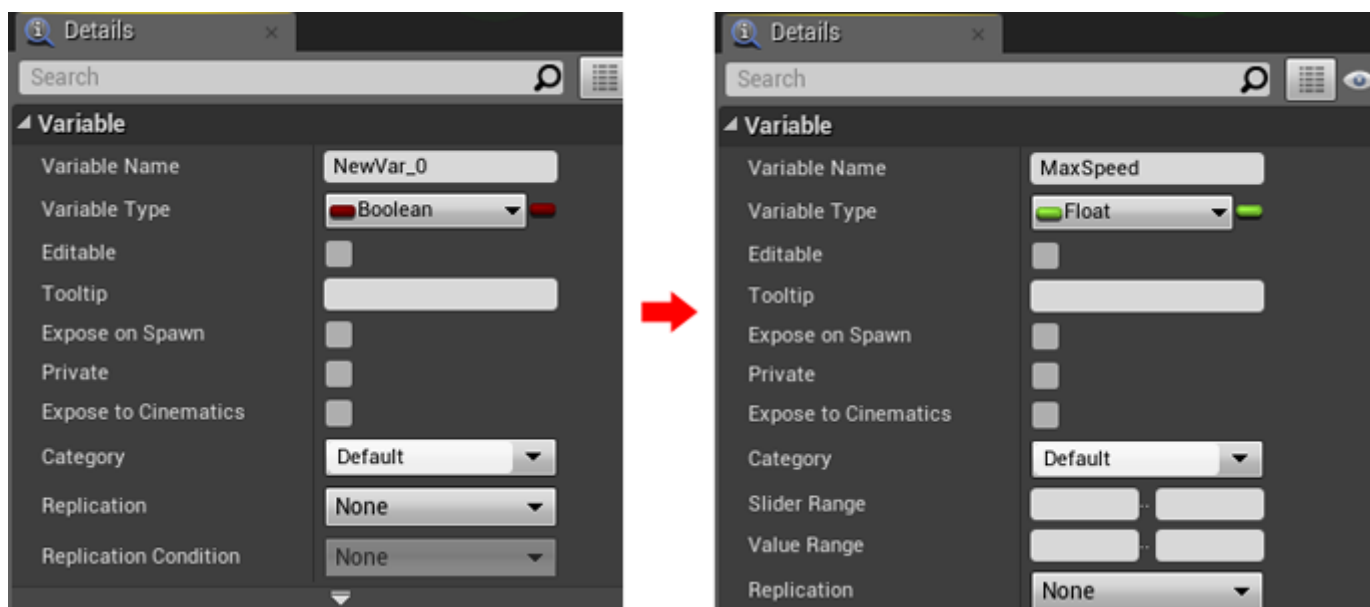 Details
Search
Variable
Variable Name NewVar_0
Variable Type Boolean
Editable
Tooltip
Expose on Spawn
Private
Expose to Cinematics
Category Default
Replication None
Replication Condition None
Details
Search
Variable
Variable Name MaxSpeed
Variable Type Float
Editable
Tooltip
Expose on Spawn
Private
Expose to Cinematics
Category Default
Slider Range ..
Value Range ..
Replication None